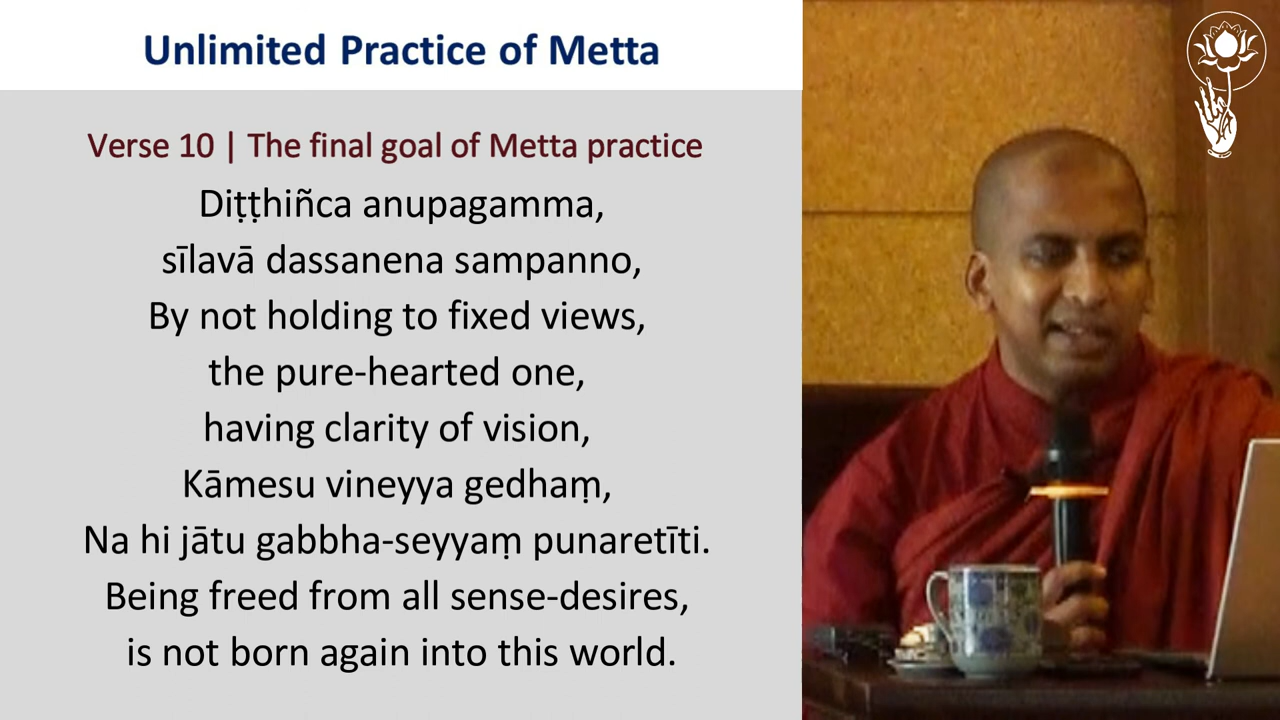 Unlimited Practice of Metta
Verse 10 | The final goal of Metta practice
Diṭṭhiñca anupagamma,
sīlavā dassanena sampanno,
By not holding to fixed views,
the pure-hearted one,
having clarity of vision,
Kāmesu vineyya gedhaṃ,
Na hi jātu gabbha-seyyaṃ punaretīti.
Being freed from all sense-desires,
is not born again into this world.